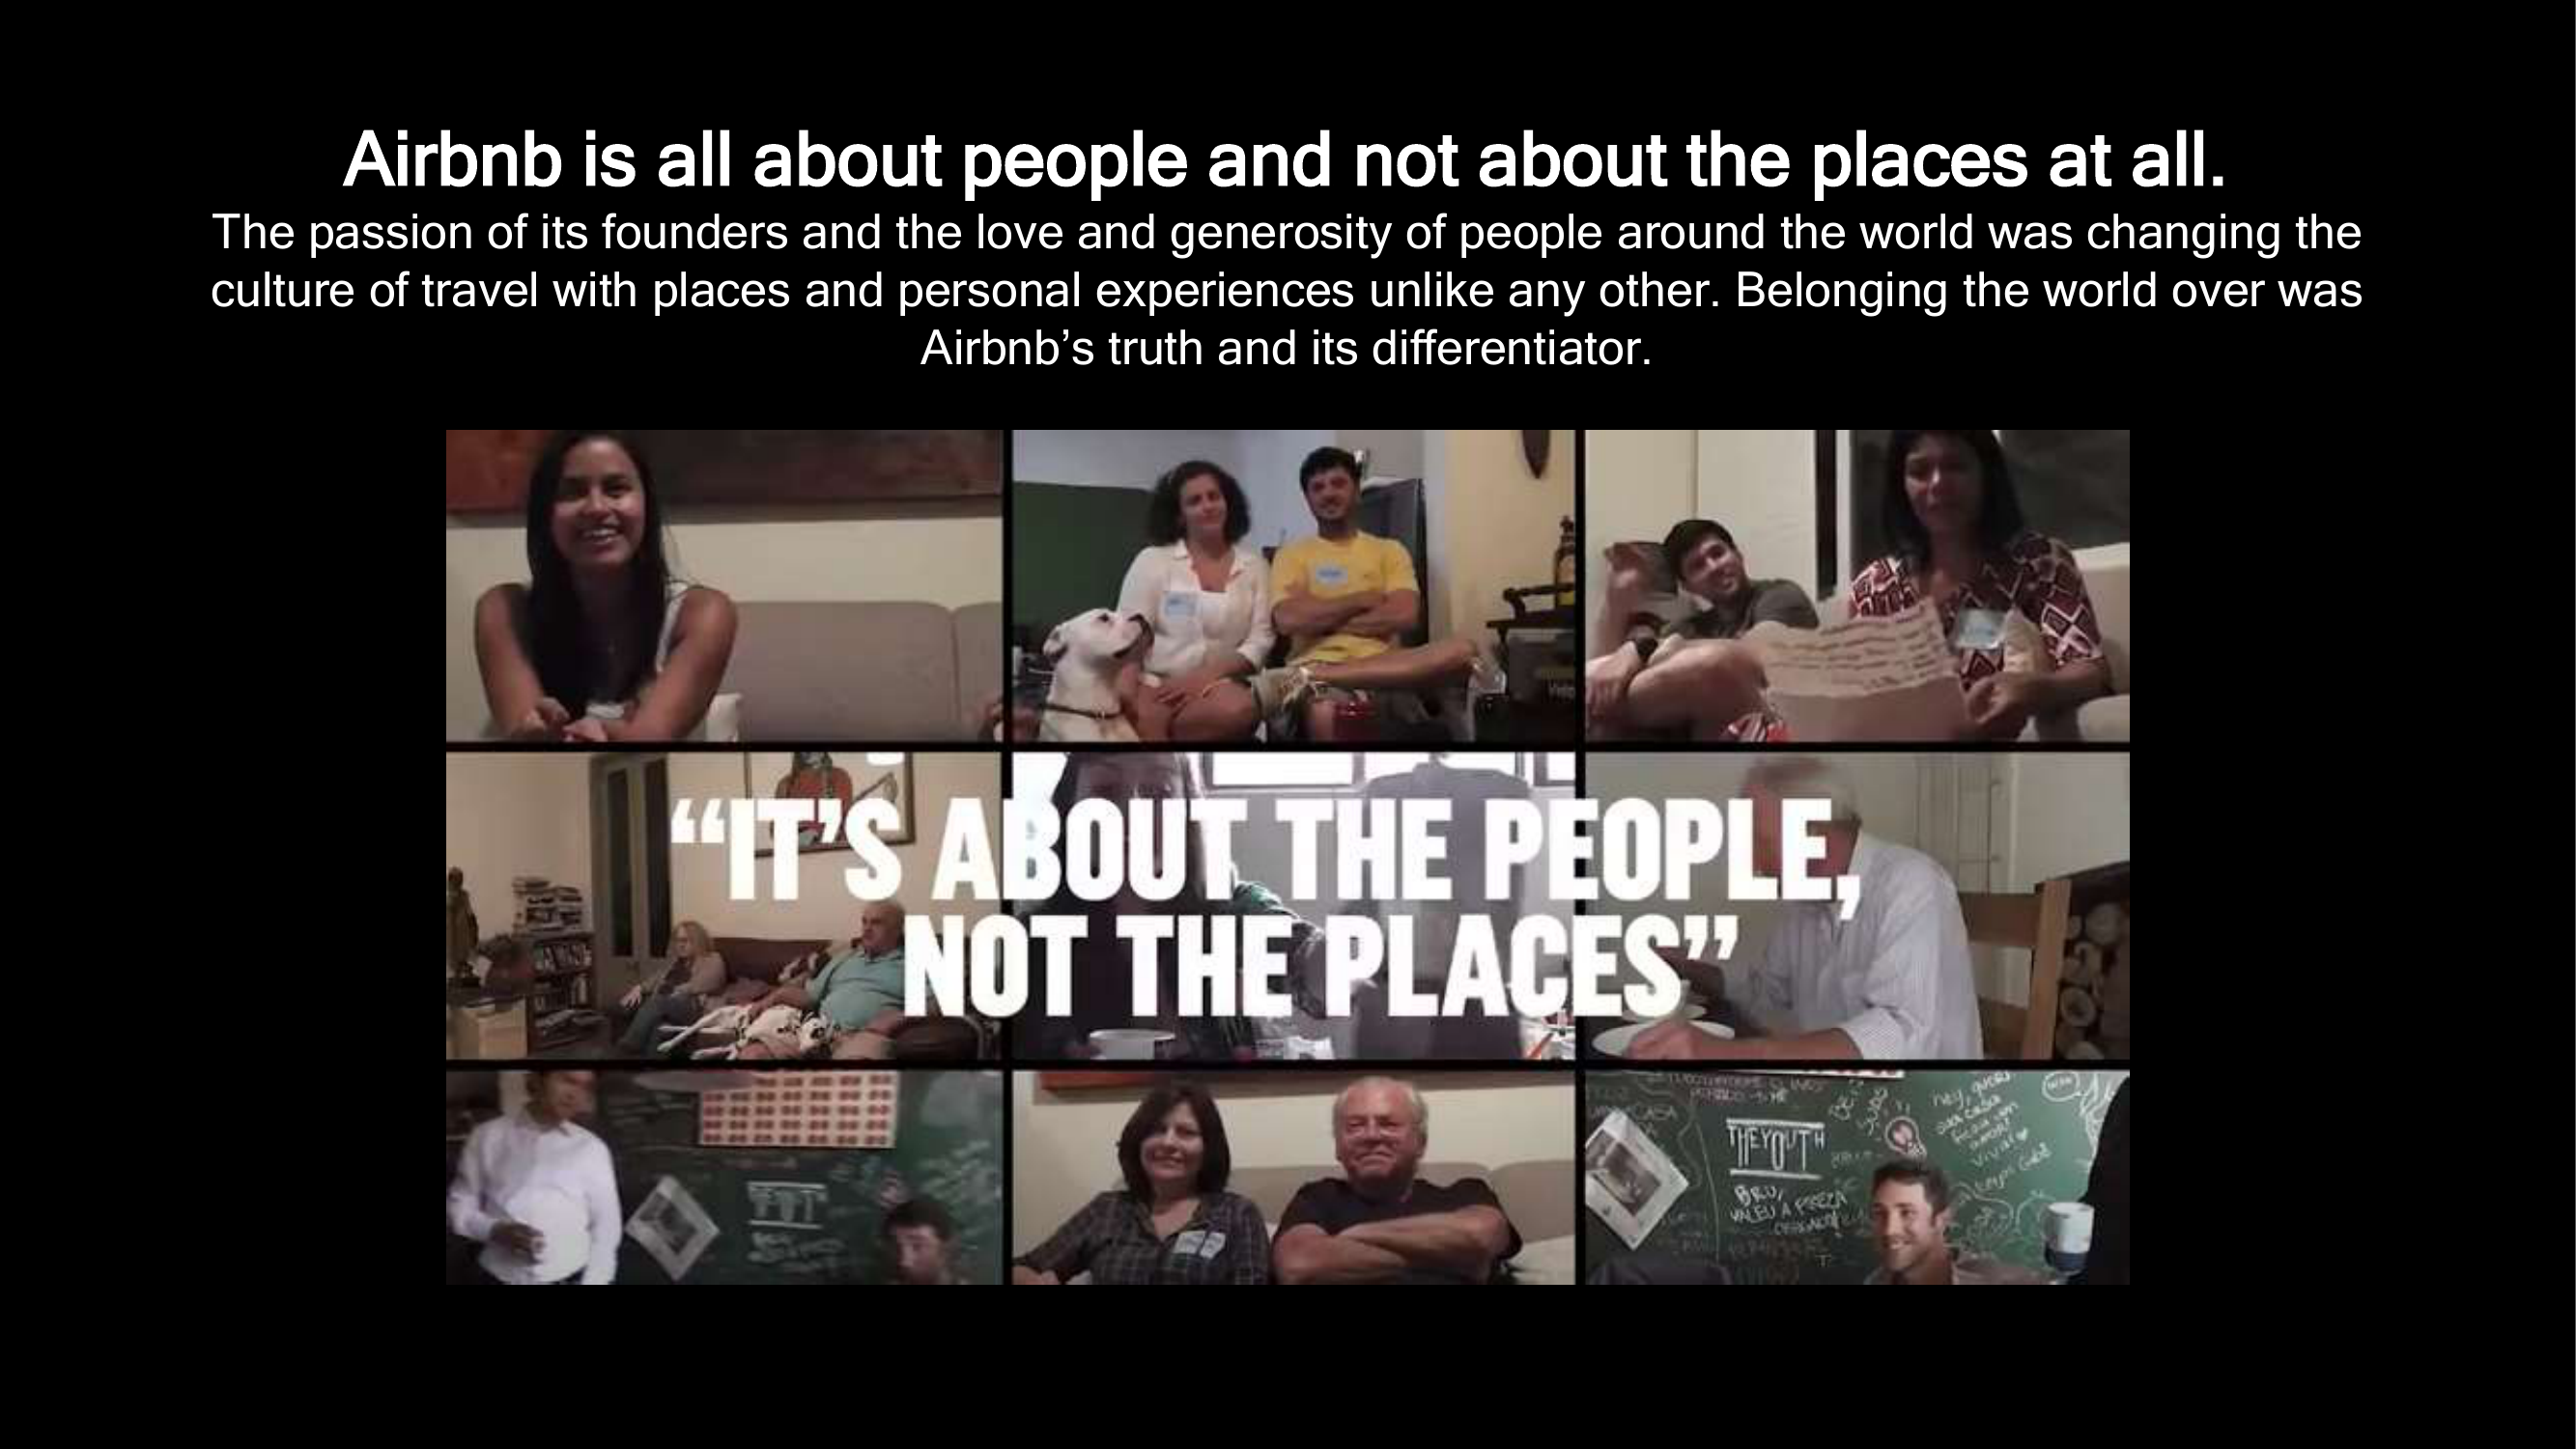 Airbnb is all about people and not about the places at all.
The passion of its founders and the love and generosity of people around the world was changing the
culture of travel with places and personal experiences unlike any other. Belonging the world over was
Airbnb’s truth and its differentiator.
“IT’S ABOUT THE PEOPLE,
NOT THE PLACES”
THE YOUTH
BRU,
VALEU A
hey,
sua casa